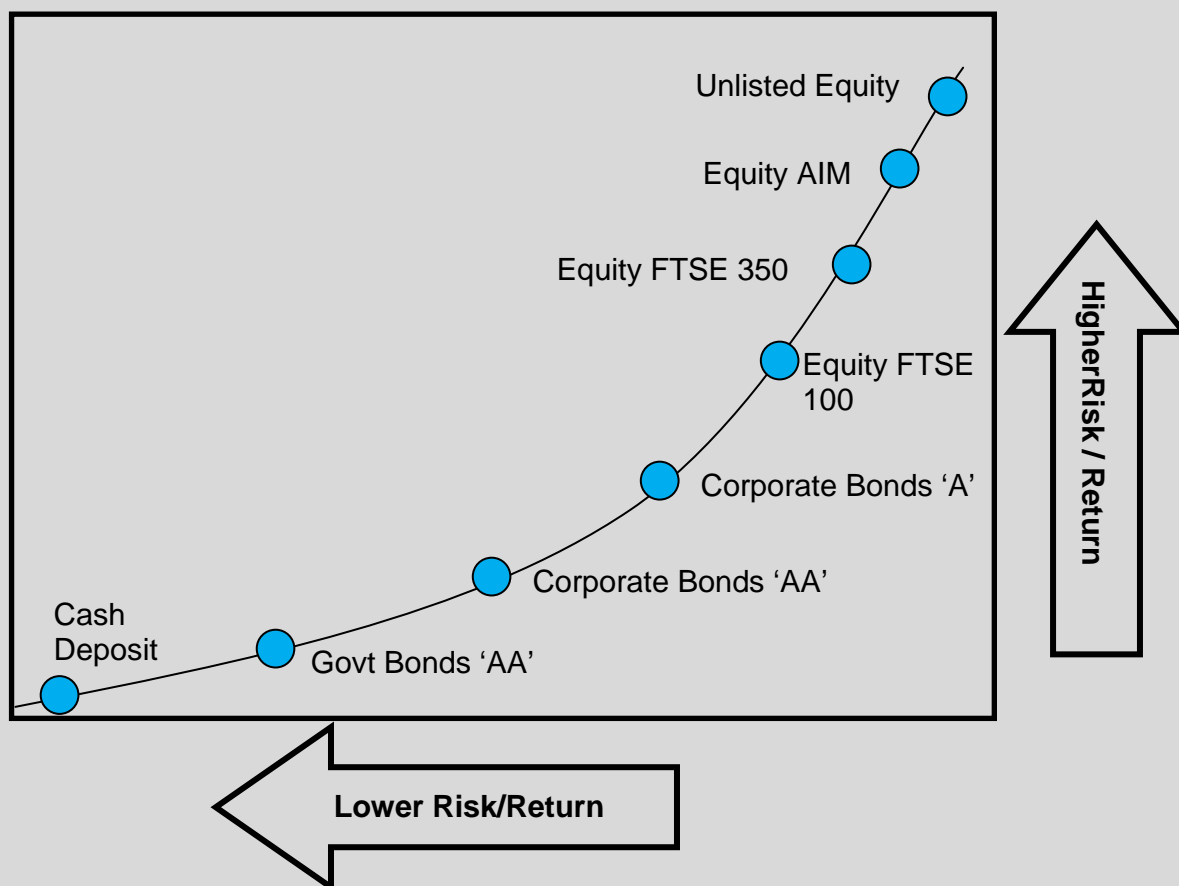 Unlisted Equity
Equity AIM
Equity FTSE 350
Equity FTSE
100
Corporate Bonds ‘A’
Corporate Bonds ‘AA’
Cash
Deposit
Govt Bonds ‘AA’
HigherRisk / Return
Lower Risk/Return